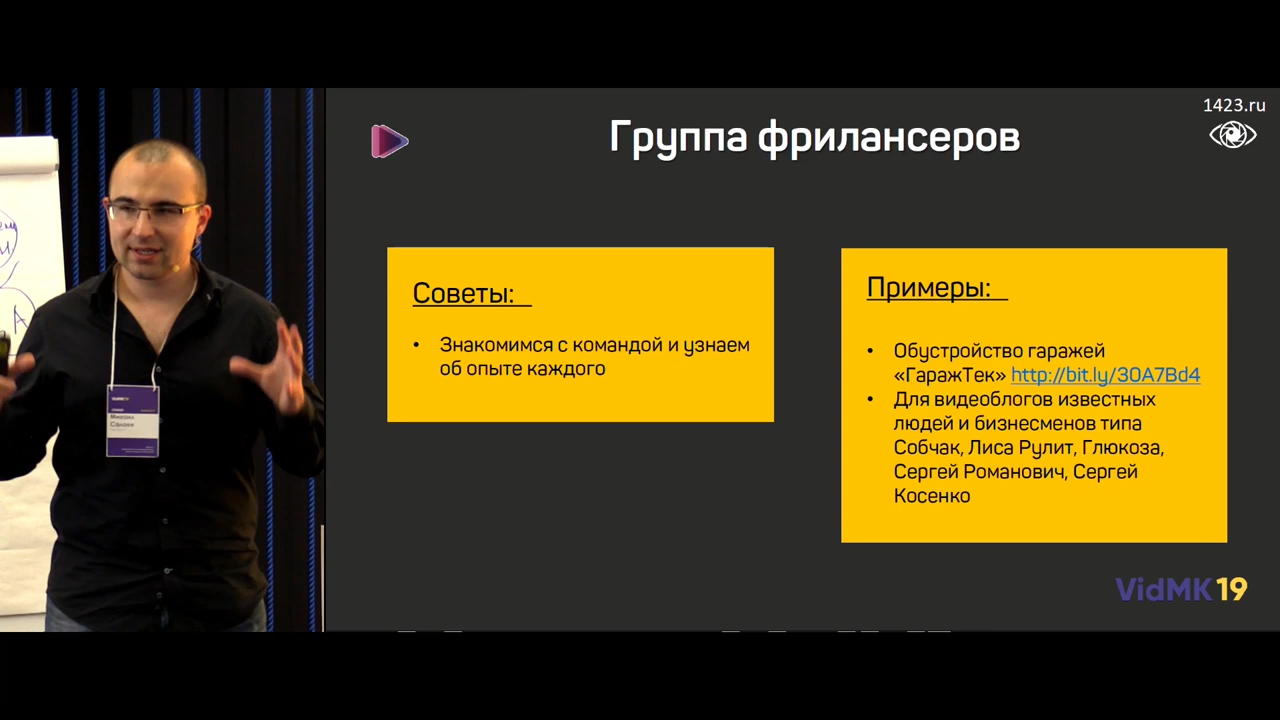 1423.ru
Группа фрилансеров
Советы:
• Знакомимся с командой и узнаем
об опыте каждого
Примеры:
• Обустройство гаражей
«ГаражТек» http://bit.ly/3OA7Bd4
• Для видеоблогов известных
людей и бизнесменов типа
Собчак, Лиса Рулит, Глюкоза,
Сергей Романович, Сергей
Косенко
VidMK19
А